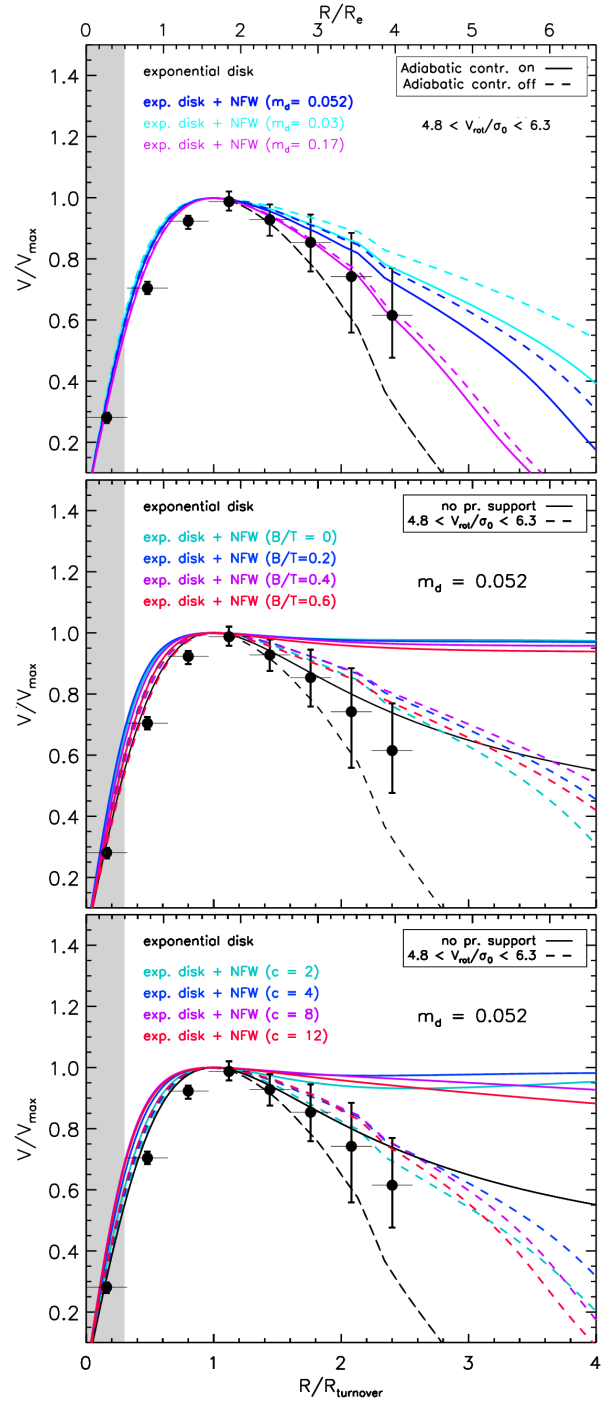 R/Re
0 1 2 3 4 5 6
exponential disk
exp. disk + NFW (md= 0.052)
exp. disk + NFW (md= 0.03)
exp. disk + NFW (md= 0.17)
Adiabatic contr. on
Adiabatic contr. off
4.8 < Vrot/σ0 < 6.3
1.4
1.2
1.0
0.8
0.6
0.4
0.2
V/Vmax
exponential disk
exp. disk + NFW (B/T = 0)
exp. disk + NFW (B/T=0.2)
exp. disk + NFW (B/T=0.4)
exp. disk + NFW (B/T=0.6)
no pr. support
4.8 < Vrot/σ0 < 6.3
md = 0.052
1.4
1.2
1.0
0.8
0.6
0.4
0.2
V/Vmax
exponential disk
exp. disk + NFW (c = 2)
exp. disk + NFW (c = 4)
exp. disk + NFW (c = 8)
exp. disk + NFW (c = 12)
no pr. support
4.8 < Vrot/σ0 < 6.3
md = 0.052
1.4
1.2
1.0
0.8
0.6
0.4
0.2
V/Vmax
0 1 2 3 4
R/Rturnover